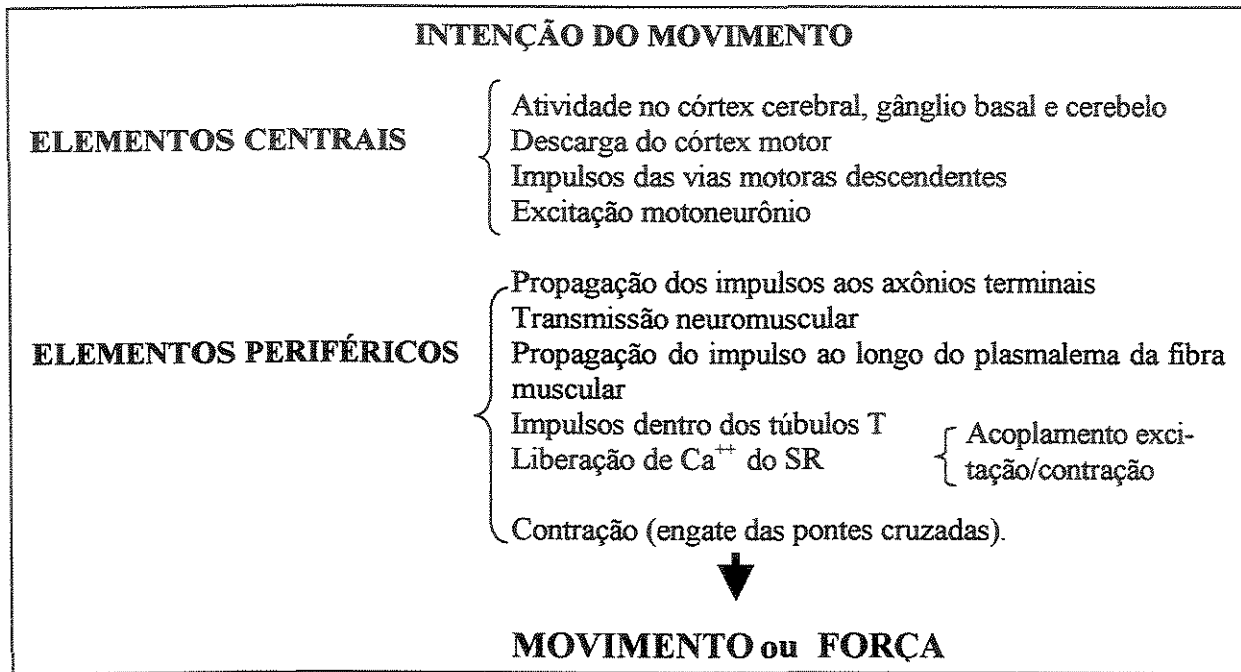 INTENÇÃO DO MOVIMENTO
ELEMENTOS CENTRAIS
Atividade no córtex cerebral, gânglio basal e cerebelo
Descarga do córtex motor
Impulsos das vias motoras descendentes
Excitação motoneurônio
ELEMENTOS PERIFÉRICOS
Propagação dos impulsos aos axônios terminais
Transmissão neuromuscular
Propagação do impulso ao longo do plasmalema da fibra
muscular
Impulsos dentro dos túbulos T
Liberação de Ca⁺⁺ do SR
Acoplamento exci-
tação/contração
Contração (engate das pontes cruzadas).
MOVIMENTO ou FORÇA